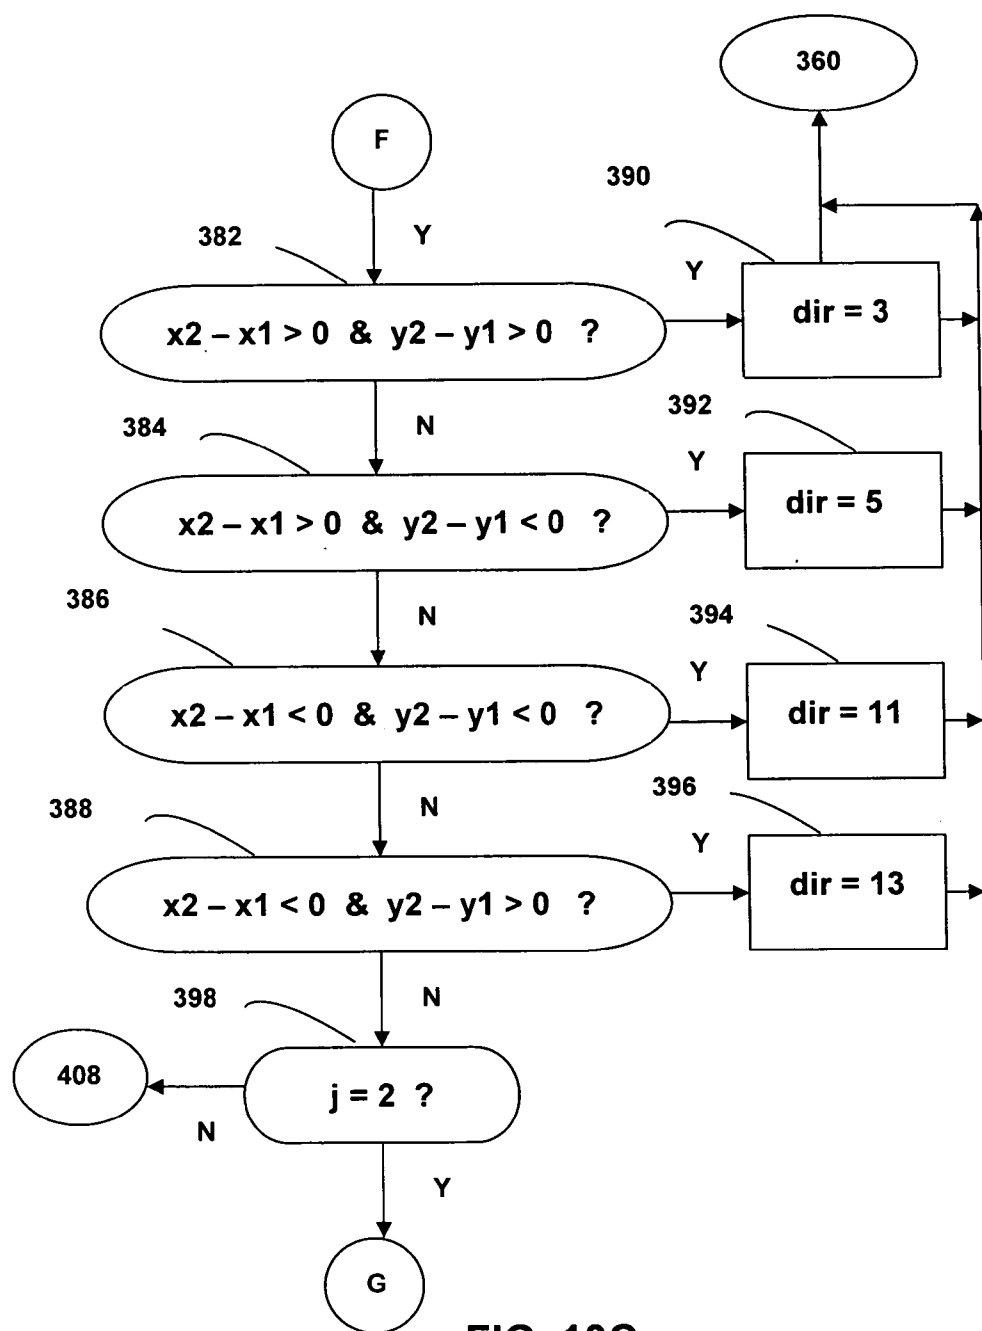 360
F
390
382
Y
Y
x2 – x1 > 0 & y2 – y1 > 0 ?
dir = 3
392
384
N
Y
x2 – x1 > 0 & y2 – y1 < 0 ?
dir = 5
386
N
394
Y
x2 – x1 < 0 & y2 – y1 < 0 ?
dir = 11
388
N
396
Y
x2 – x1 < 0 & y2 – y1 > 0 ?
dir = 13
398
N
408
j = 2 ?
N
Y
G